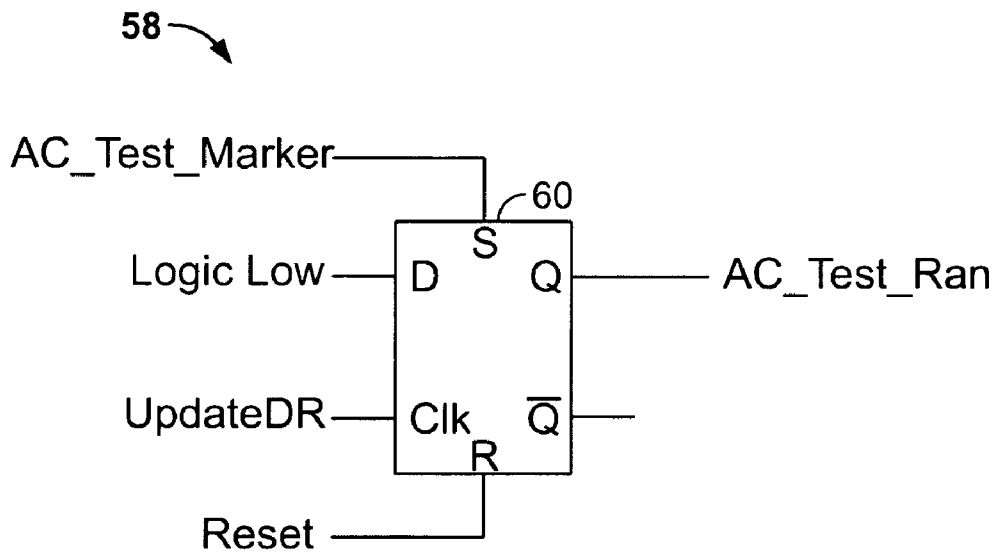 58
AC_Test_Marker
60
S
Logic Low
D
Q
AC_Test_Ran
UpdateDR
Clk
Q̅
R
Reset